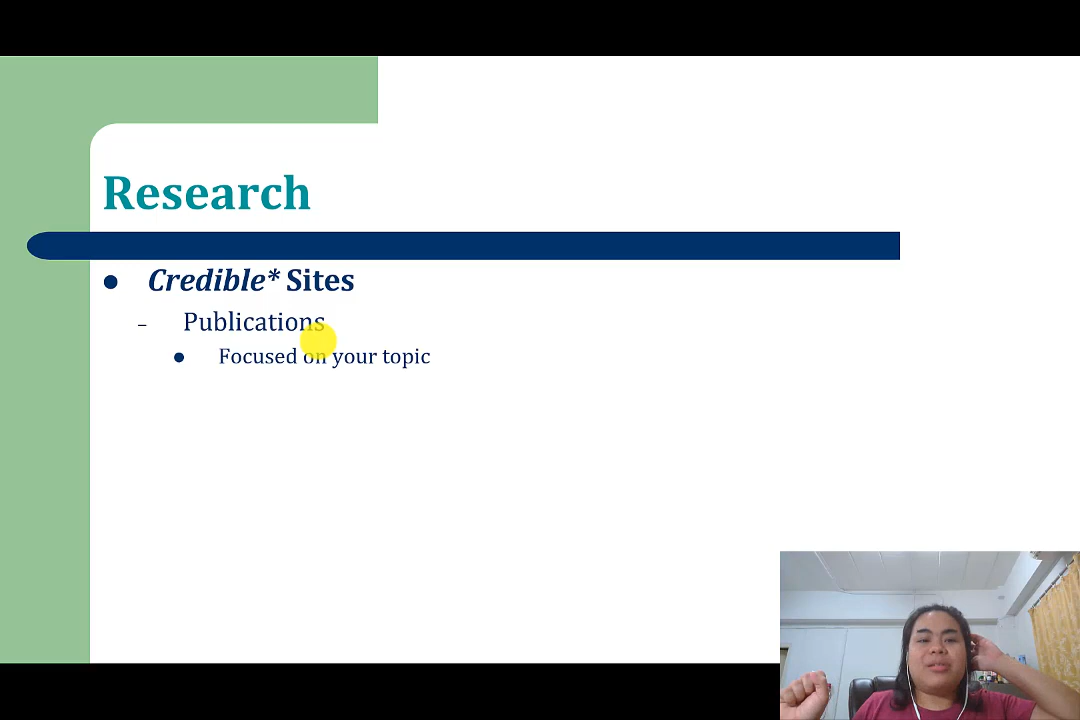 Research
Credible* Sites
Publications
Focused on your topic